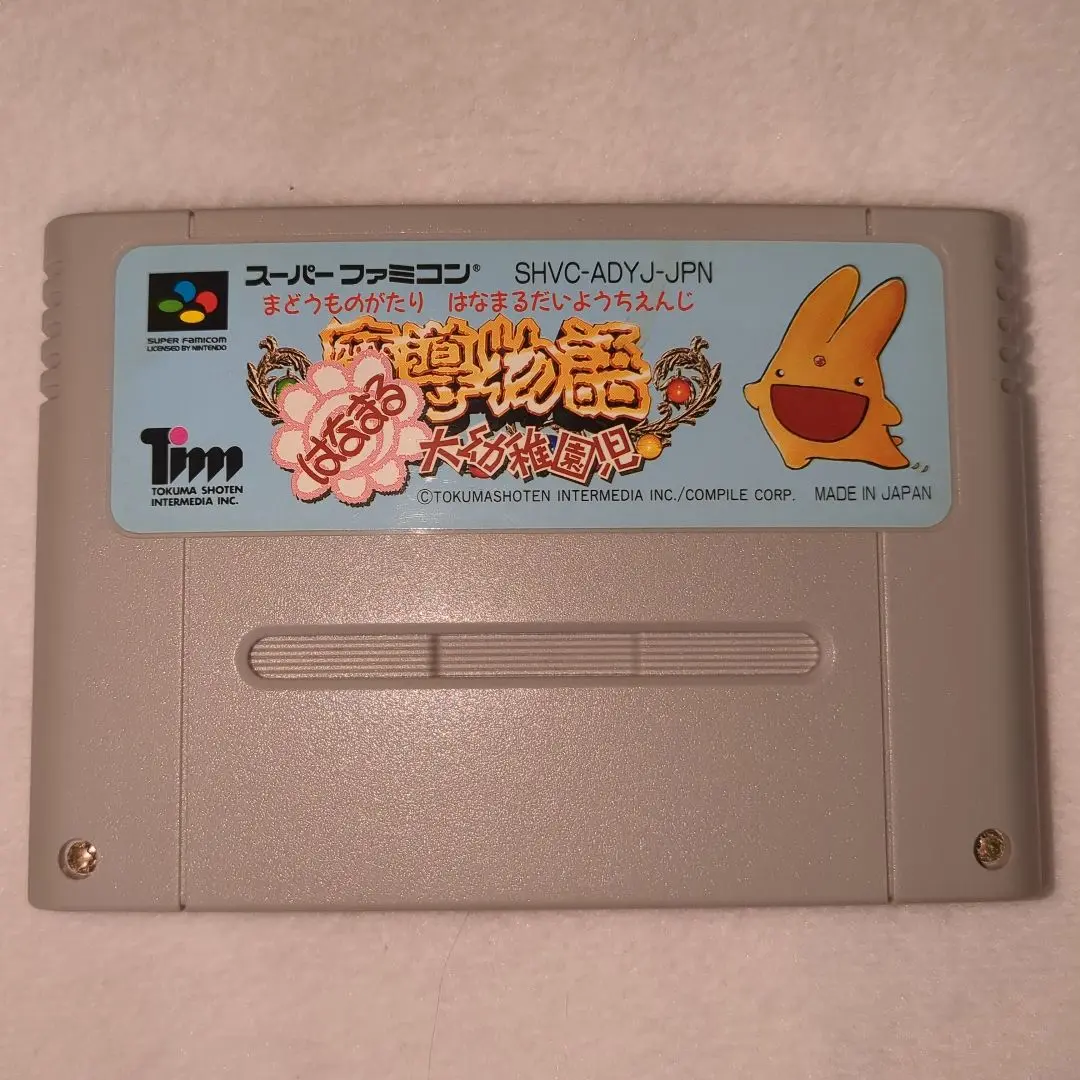 スーパーファミコン® SHVC-ADYJ-JPN
まどうものがたり はなまるだいようちえんじ
SUPER FAMICOM
LICENSED BY NINTENDO
魔導物語
はなまる
大幼稚園児
Tim
TOKUMA SHOTEN
INTERMEDIA INC.
©TOKUMASHOTEN INTERMEDIA INC./COMPILE CORP. MADE IN JAPAN